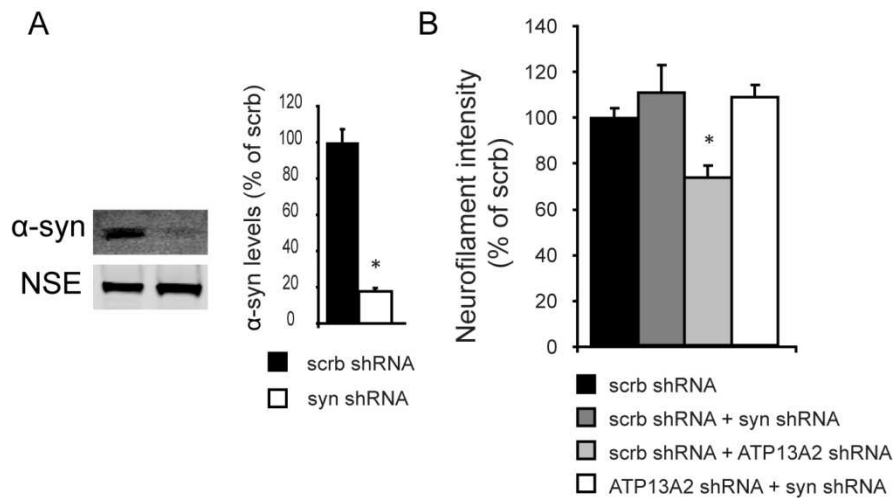 A
α-syn
NSE
α-syn levels (% of scrb)
120
100
80
60
40
20
0
*
scrb shRNA
syn shRNA
B
Neurofilament intensity
(% of scrb)
140
120
100
80
60
40
20
0
*
scrb shRNA
scrb shRNA + syn shRNA
scrb shRNA + ATP13A2 shRNA
ATP13A2 shRNA + syn shRNA